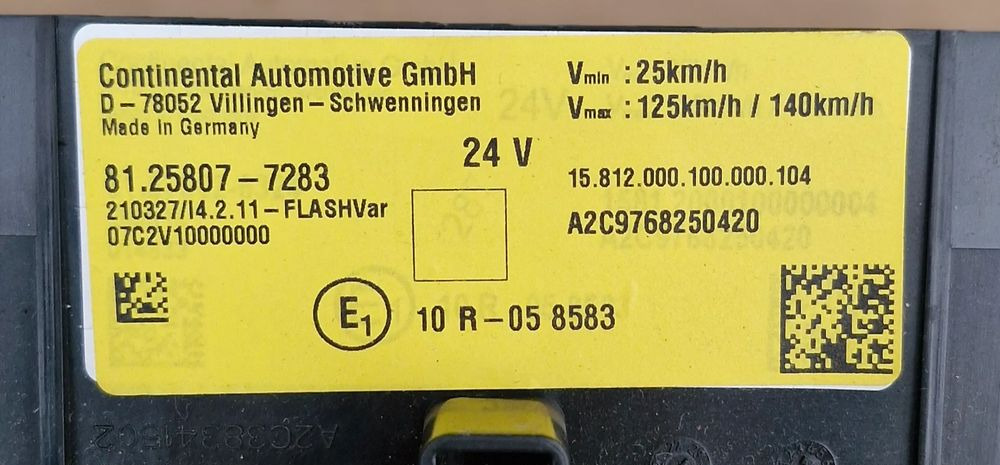 Continental Automotive GmbH
D-78052 Villingen-Schwenningen
Made In Germany
Vmin : 25km/h
Vmax : 125km/h / 140km/h
24 V
81.25807-7283
210327/I4.2.11-FLASHVar
07C2V10000000
15.812.000.100.000.104
A2C9768250420
E1
10 R-05 8583